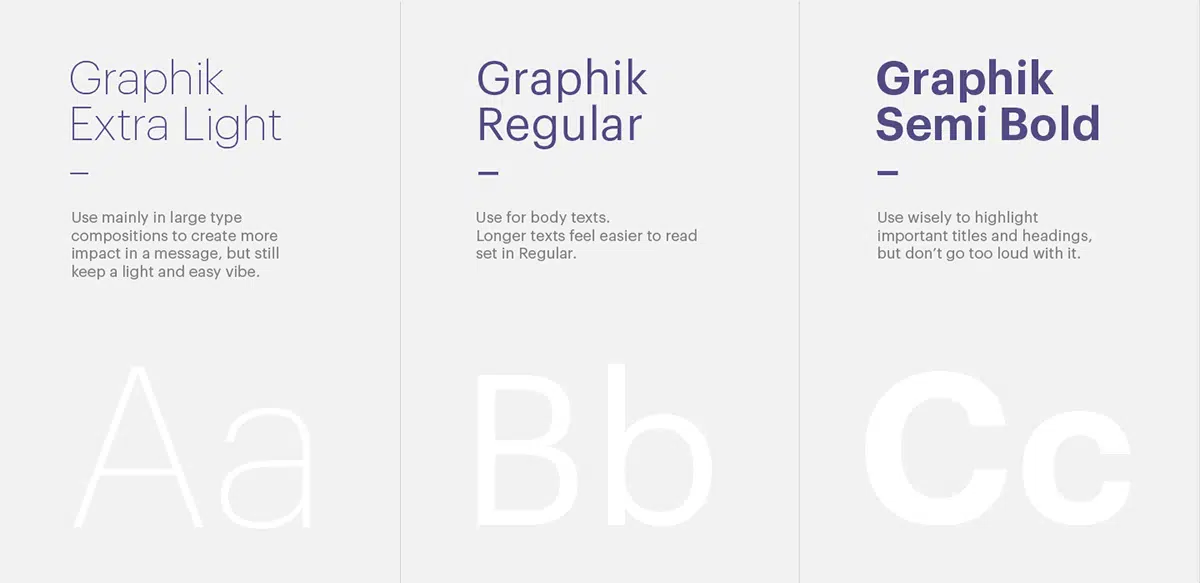 Graphik
Extra Light
–
Use mainly in large type
compositions to create more
impact in a message, but still
keep a light and easy vibe.
Aa
Graphik
Regular
–
Use for body texts.
Longer texts feel easier to read
set in Regular.
Bb
Graphik
Semi Bold
–
Use wisely to highlight
important titles and headings,
but don’t go too loud with it.
Cc